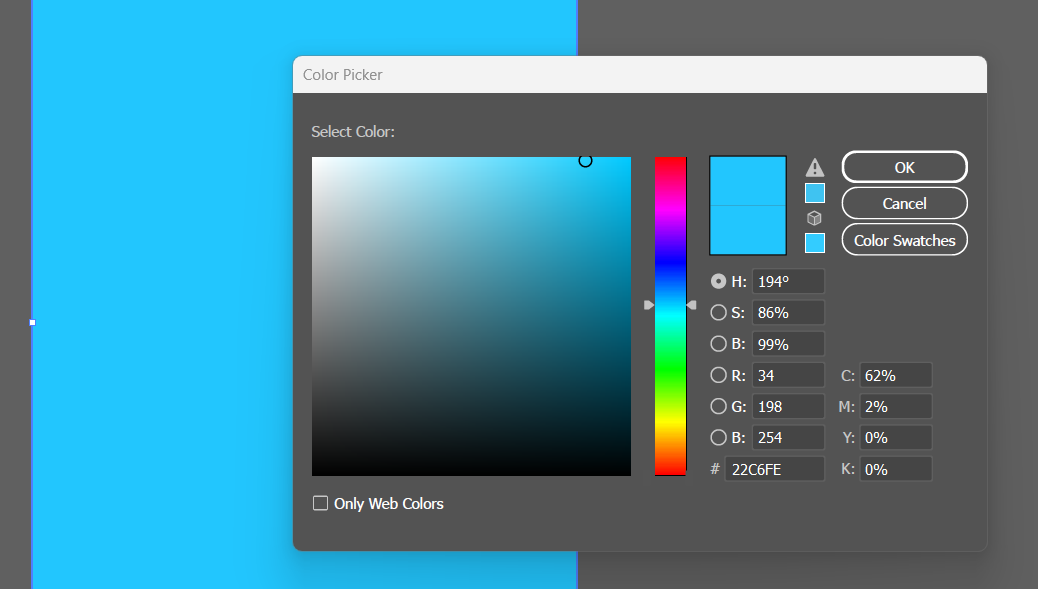 Color Picker
Select Color:
OK
Cancel
Color Swatches
H: 194°
S: 86%
B: 99%
R: 34
G: 198
B: 254
# 22C6FE
C: 62%
M: 2%
Y: 0%
K: 0%
Only Web Colors